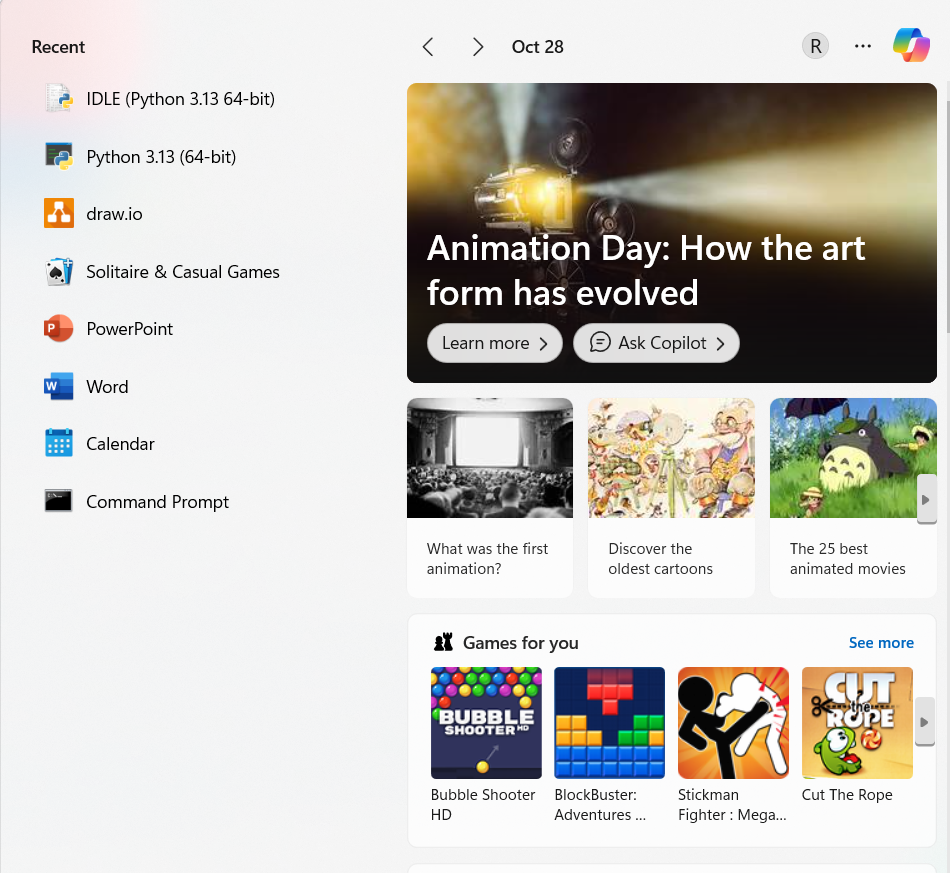 Recent
Oct 28
R
IDLE (Python 3.13 64-bit)
Python 3.13 (64-bit)
draw.io
Solitaire & Casual Games
P
PowerPoint
W
Word
Calendar
Command Prompt
Animation Day: How the art
form has evolved
Learn more
Ask Copilot
What was the first
animation?
Discover the
oldest cartoons
The 25 best
animated movies
Games for you
See more
BUBBLE
SHOOTER HD
CUT
the
ROPE
Bubble Shooter
HD
BlockBuster:
Adventures ...
Stickman
Fighter : Mega...
Cut The Rope